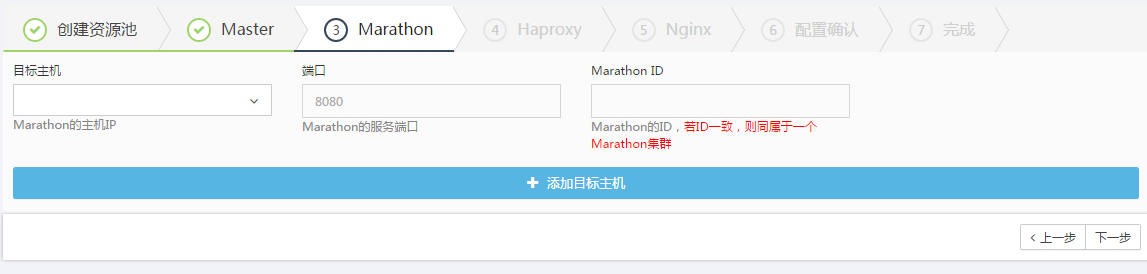 创建资源池
Master
3 Marathon
4 Haproxy
5 Nginx
6 配置确认
7 完成
目标主机
端口
Marathon ID
8080
Marathon的主机IP
Marathon的服务端口
Marathon的ID，若ID一致，则同属于一个
Marathon集群
添加目标主机
上一步
下一步